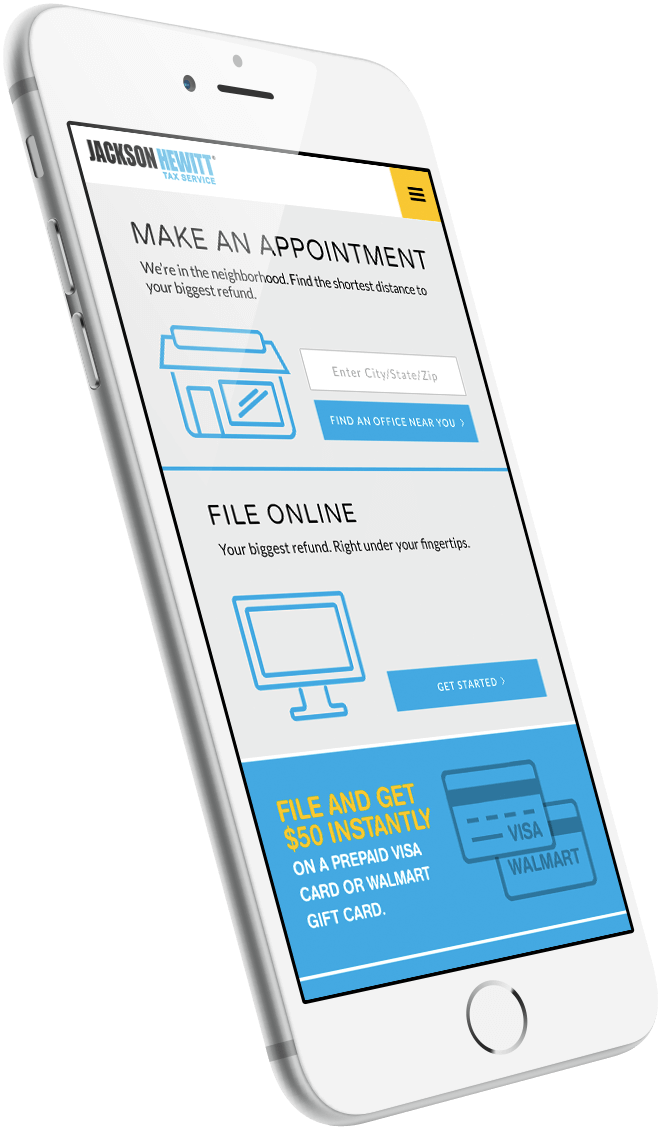 JACKSON HEWITT®
TAX SERVICE
MAKE AN APPOINTMENT
We're in the neighborhood. Find the shortest distance to
your biggest refund.
Enter City/State/Zip
FIND AN OFFICE NEAR YOU >
FILE ONLINE
Your biggest refund. Right under your fingertips.
GET STARTED >
FILE AND GET
$50 INSTANTLY
ON A PREPAID VISA
CARD OR WALMART
GIFT CARD.
VISA
WALMART